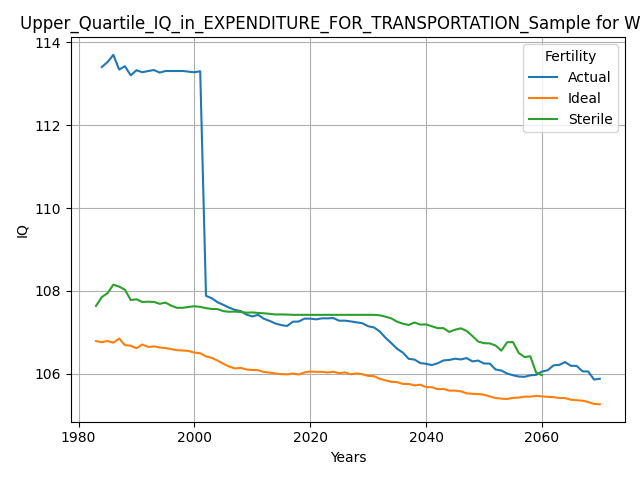 Upper_Quartile_IQ_in_EXPENDITURE_FOR_TRANSPORTATION_Sample for W
114
112
110
108
106
IQ
Fertility
Actual
Ideal
Sterile
1980 2000 2020 2040 2060
Years